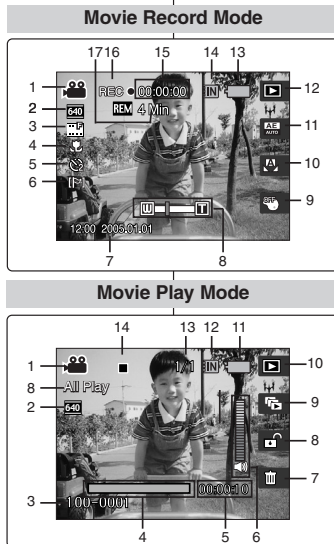 Movie Record Mode
17 16 15 14 13
1 REC 00:00:00 IN 12
2 640 REM 4 Min
3 F AE AUTO 11
4 A 10
5
6 OFF 9
W T
12:00 2005.01.01
7 8
Movie Play Mode
14 13 12 11
1 1/1 IN 10
8 All Play
2 640 9
8
7
3 100-0001 00:00:10
4 5 6